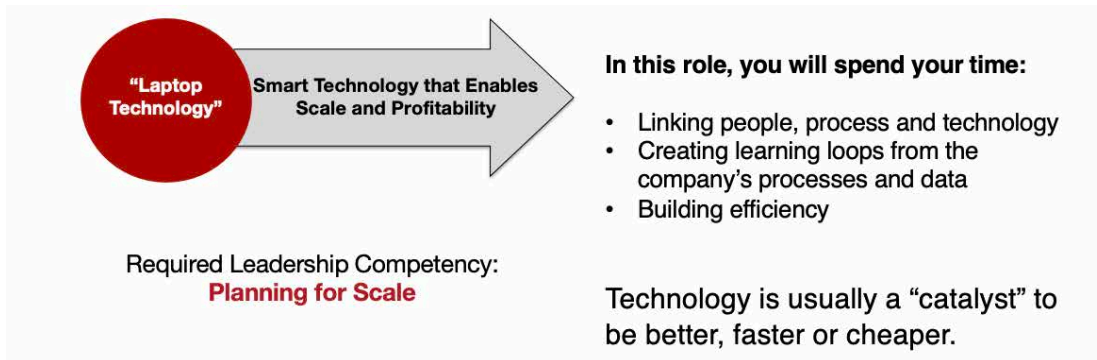 “Laptop
Technology”
Smart Technology that Enables
Scale and Profitability
Required Leadership Competency:
Planning for Scale
In this role, you will spend your time:
• Linking people, process and technology
• Creating learning loops from the
company’s processes and data
• Building efficiency
Technology is usually a “catalyst” to
be better, faster or cheaper.